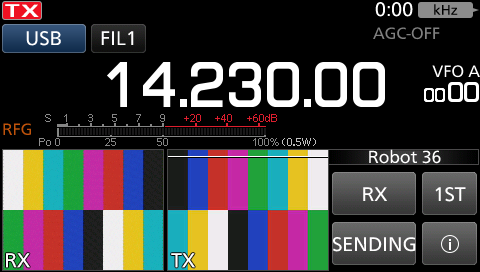 TX 0:00 kHz
USB FIL1 AGC-OFF
14.230.00 VFO A
00 00
S 1 3 5 7 9 +20 +40 +60dB
RFG
Po 0 25 50 100% (0.5W)
Robot 36
RX 1ST
SENDING i
RX TX